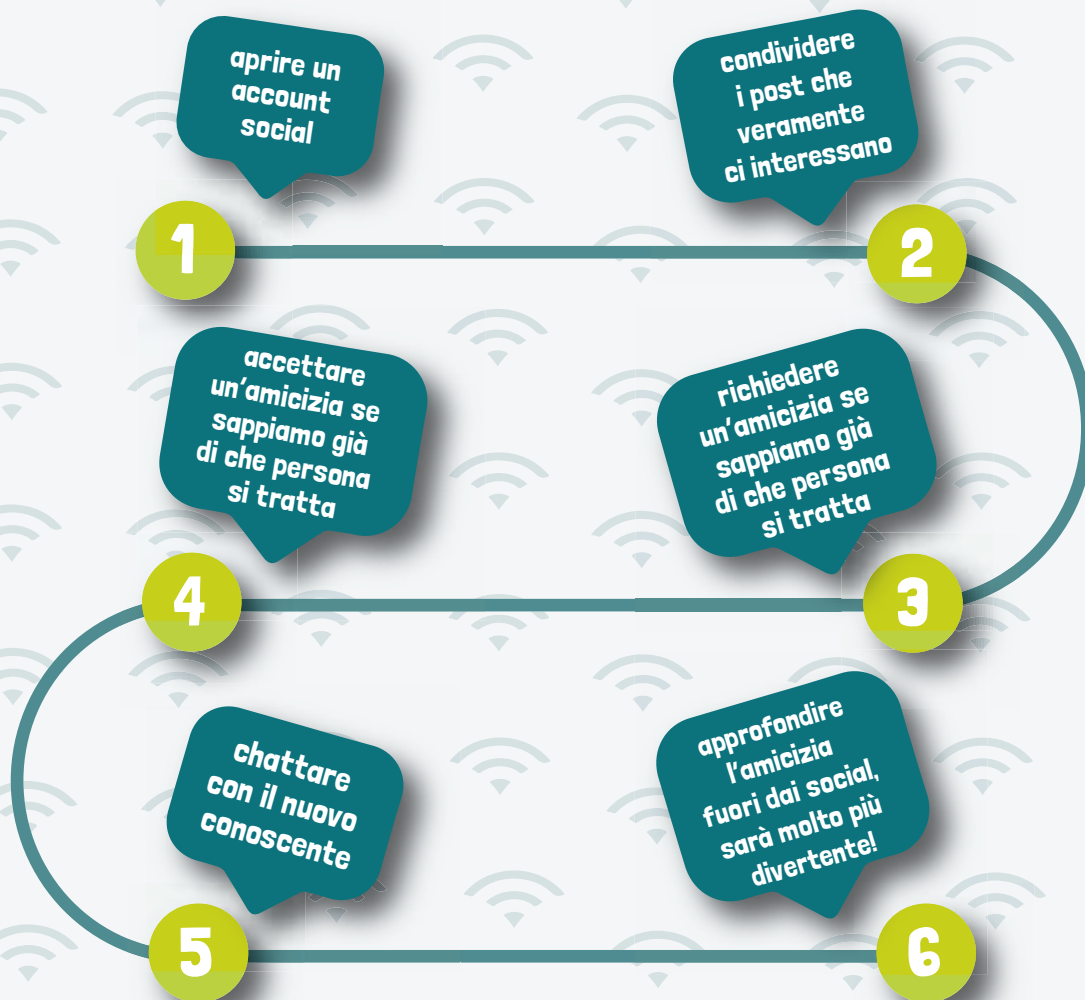 aprire un
account
social
1
condividere
i post che
veramente
ci interessano
2
richiedere
un'amicizia se
sappiamo già
di che persona
si tratta
3
accettare
un'amicizia se
sappiamo già
di che persona
si tratta
4
chattare
con il nuovo
conoscente
5
approfondire
l'amicizia
fuori dai social,
sarà molto più
divertente!
6